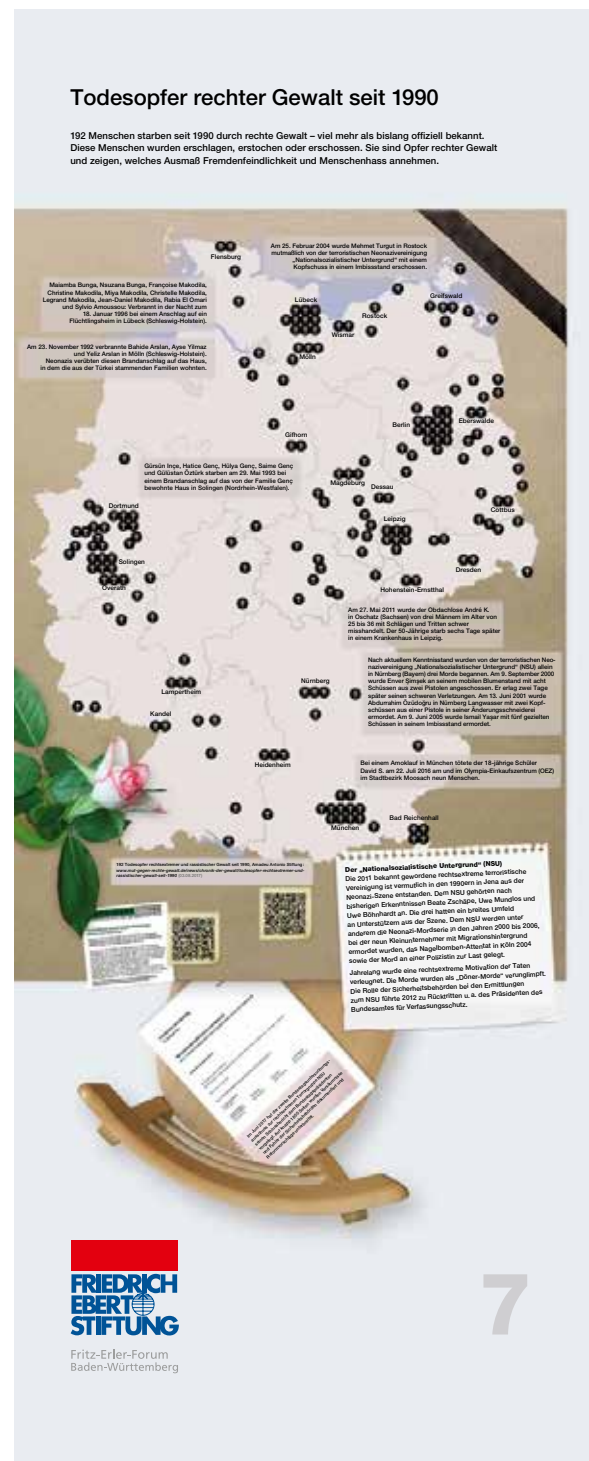 Todesopfer rechter Gewalt seit 1990
192 Menschen starben seit 1990 durch rechte Gewalt – viel mehr als bislang offiziell bekannt.
Diese Menschen wurden erschlagen, erstochen oder erschossen. Sie sind Opfer rechter Gewalt
und zeigen, welches Ausmaß Fremdenfeindlichkeit und Menschenhass annehmen.
Flensburg
Am 25. Februar 2004 wurde Mehmet Turgut in Rostock
mutmaßlich von der terroristischen Neonazivereinigung
„Nationalsozialistischer Untergrund“ mit einem
Kopfschuss in einem Imbissstand erschossen.
Maiamba Bunga, Nsuzana Bunga, Françoise Makodila,
Christine Makodila, Miya Makodila, Christelle Makodila,
Legrand Makodila, Jean-Daniel Makodila, Rabia El Omari
und Sylvio Amoussou: Verbrannt in der Nacht zum
18. Januar 1996 bei einem Anschlag auf ein
Flüchtlingsheim in Lübeck (Schleswig-Holstein).
Lübeck
Greifswald
Rostock
Wismar
Am 23. November 1992 verbrannte Bahide Arslan, Ayse Yilmaz
und Yeliz Arslan in Mölln (Schleswig-Holstein).
Neonazis verübten diesen Brandanschlag auf das Haus,
in dem die aus der Türkei stammenden Familien wohnten.
Mölln
Berlin
Eberswalde
Gifhorn
Gürsün Inçe, Hatice Genç, Hülya Genç, Saime Genç
und Gülüstan Öztürk starben am 29. Mai 1993 bei
einem Brandanschlag auf das von der Familie Genç
bewohnte Haus in Solingen (Nordrhein-Westfalen).
Magdeburg
Dessau
Cottbus
Dortmund
Leipzig
Solingen
Dresden
Overath
Hohenstein-Ernstthal
Am 27. Mai 2011 wurde der Obdachlose André K.
in Oschatz (Sachsen) von drei Männern im Alter von
25 bis 36 mit Schlägen und Tritten schwer
misshandelt. Der 50-Jährige starb sechs Tage später
in einem Krankenhaus in Leipzig.
Nach aktuellem Kenntnisstand wurden von der terroristischen Neo-
nazivereinigung „Nationalsozialistischer Untergrund“ (NSU) allein
in Nürnberg (Bayern) drei Morde begangen. Am 9. September 2000
wurde Enver Şimşek an seinem mobilen Blumenstand mit acht
Schüssen aus zwei Pistolen angeschossen. Er erlag zwei Tage
später seinen schweren Verletzungen. Am 13. Juni 2001 wurde
Abdurrahim Özüdoğru in Nürnberg Langwasser mit zwei Kopf-
schüssen aus einer Pistole in seiner Änderungsschneiderei
ermordet. Am 9. Juni 2005 wurde Ismail Yaşar mit fünf gezielten
Schüssen in seinem Imbissstand ermordet.
Lampertheim
Nürnberg
Kandel
Heidenheim
Bei einem Amoklauf in München tötete der 18-jährige Schüler
David S. am 22. Juli 2016 am und im Olympia-Einkaufszentrum (OEZ)
im Stadtbezirk Moosach neun Menschen.
München
Bad Reichenhall
192 Todesopfer rechtsextremer und rassistischer Gewalt seit 1990, Amadeu Antonio Stiftung:
Der „Nationalsozialistische Untergrund“ (NSU)
Die 2011 bekannt gewordene rechtsextreme terroristische
Vereinigung ist vermutlich in den 1990ern in Jena aus der
Neonazi-Szene entstanden. Dem NSU gehörten nach
bisherigen Erkenntnissen Beate Zschäpe, Uwe Mundlos und
Uwe Böhnhardt an. Die drei hatten ein breites Umfeld
an Unterstützern aus der Szene. Dem NSU werden unter
anderem die Neonazi-Mordserie in den Jahren 2000 bis 2006,
bei der neun Kleinunternehmer mit Migrationshintergrund
ermordet wurden, das Nagelbomben-Attentat in Köln 2004
sowie der Mord an einer Polizistin zur Last gelegt.
Jahrelang wurde eine rechtsextreme Motivation der Taten
verleugnet. Die Morde wurden als „Döner-Morde“ verunglimpft.
Die Rolle der Sicherheitsbehörden bei den Ermittlungen
zum NSU führte 2012 zu Rücktritten u. a. des Präsidenten des
Bundesamtes für Verfassungsschutz.
FRIEDRICH
EBERT
STIFTUNG
Fritz-Erler-Forum
Baden-Württemberg
7